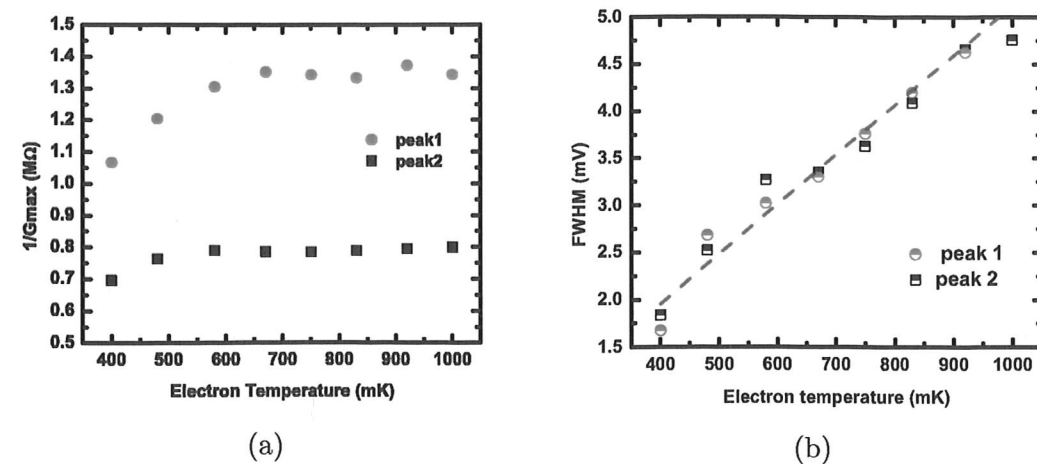 1.5
1.4
1.3
1.2
1.1
1.0
0.9
0.8
0.7
0.6
0.5
1/Gmax (MΩ)
peak1
peak2
400 500 600 700 800 900 1000
Electron Temperature (mK)
(a)
5.0
4.5
4.0
3.5
3.0
2.5
2.0
1.5
FWHM (mV)
peak 1
peak 2
400 500 600 700 800 900 1000
Electron temperature (mK)
(b)